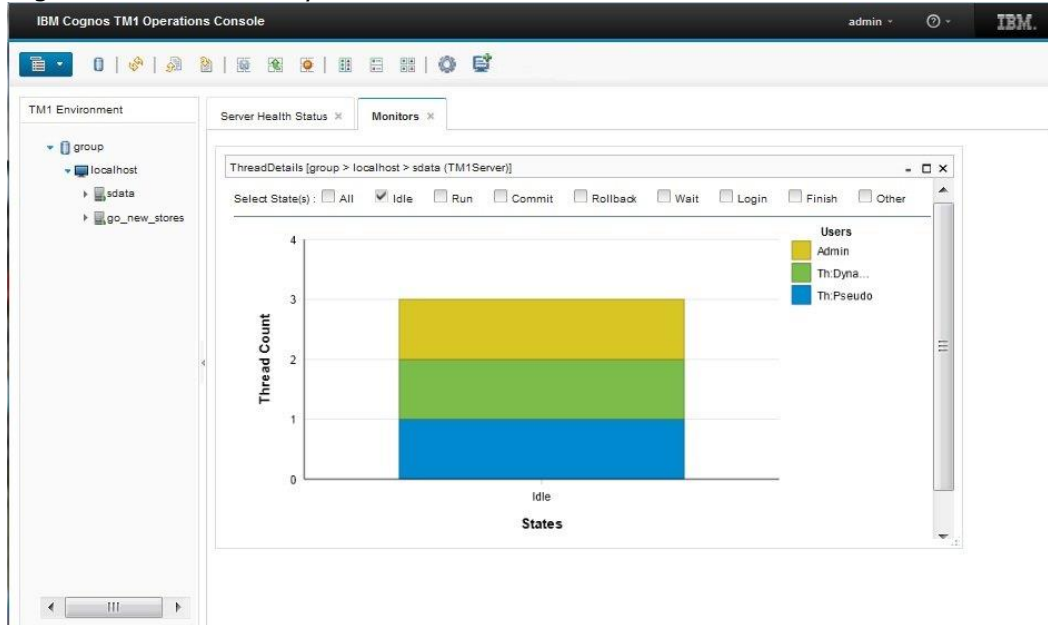 IBM Cognos TM1 Operations Console
admin
IBM.
TM1 Environment
group
localhost
sdata
go_new_stores
Server Health Status
Monitors
ThreadDetails [group > localhost > sdata (TM1Server)]
Select State(s) : All Idle Run Commit Rollback Wait Login Finish Other
Users
Admin
Th:Dyna...
Th:Pseudo
Thread Count
4
3
2
1
0
Idle
States